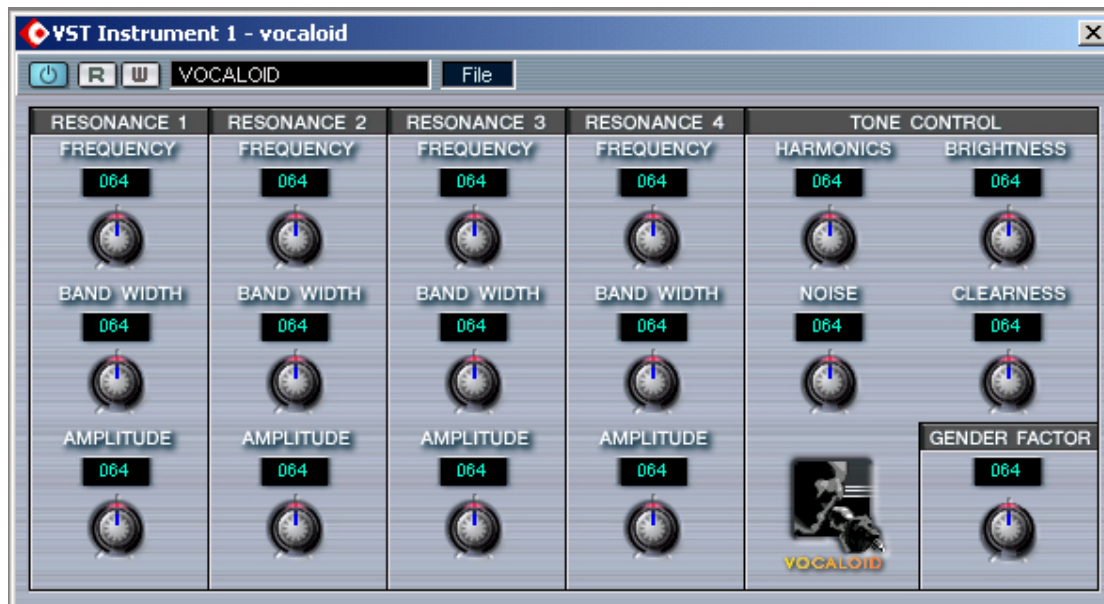 VST Instrument 1 - vocaloid
R W VOCALOID File
RESONANCE 1 RESONANCE 2 RESONANCE 3 RESONANCE 4 TONE CONTROL
FREQUENCY FREQUENCY FREQUENCY FREQUENCY HARMONICS BRIGHTNESS
064 064 064 064 064 064
BAND WIDTH BAND WIDTH BAND WIDTH BAND WIDTH NOISE CLEARNESS
064 064 064 064 064 064
AMPLITUDE AMPLITUDE AMPLITUDE AMPLITUDE GENDER FACTOR
064 064 064 064 064
VOCALOID